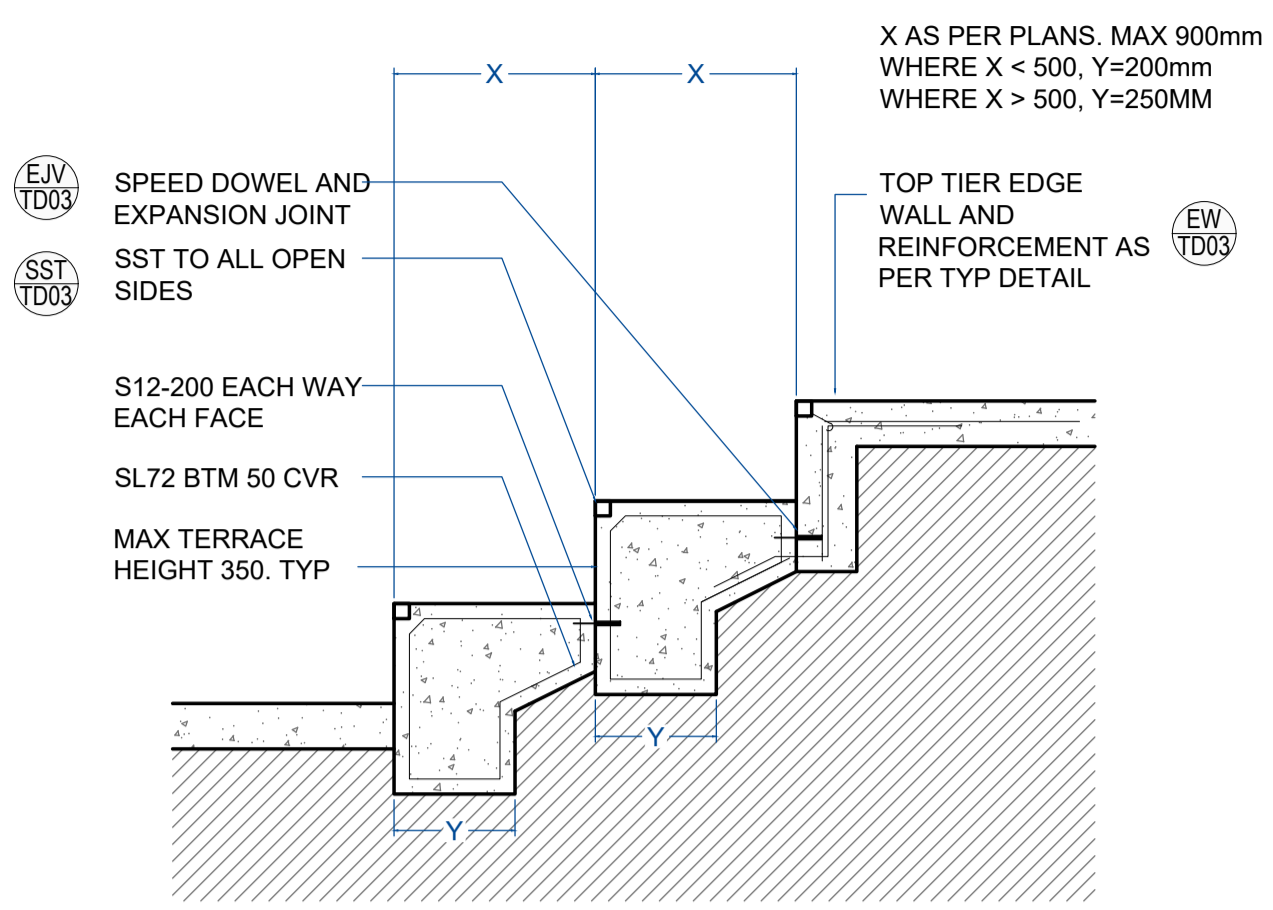 X AS PER PLANS. MAX 900mm
WHERE X < 500, Y=200mm
WHERE X > 500, Y=250MM
X
X
EJV
TD03
SPEED DOWEL AND
EXPANSION JOINT
SST
TD03
SST TO ALL OPEN
SIDES
TOP TIER EDGE
WALL AND
REINFORCEMENT AS
PER TYP DETAIL
EW
TD03
S12-200 EACH WAY
EACH FACE
SL72 BTM 50 CVR
MAX TERRACE
HEIGHT 350. TYP
Y
Y